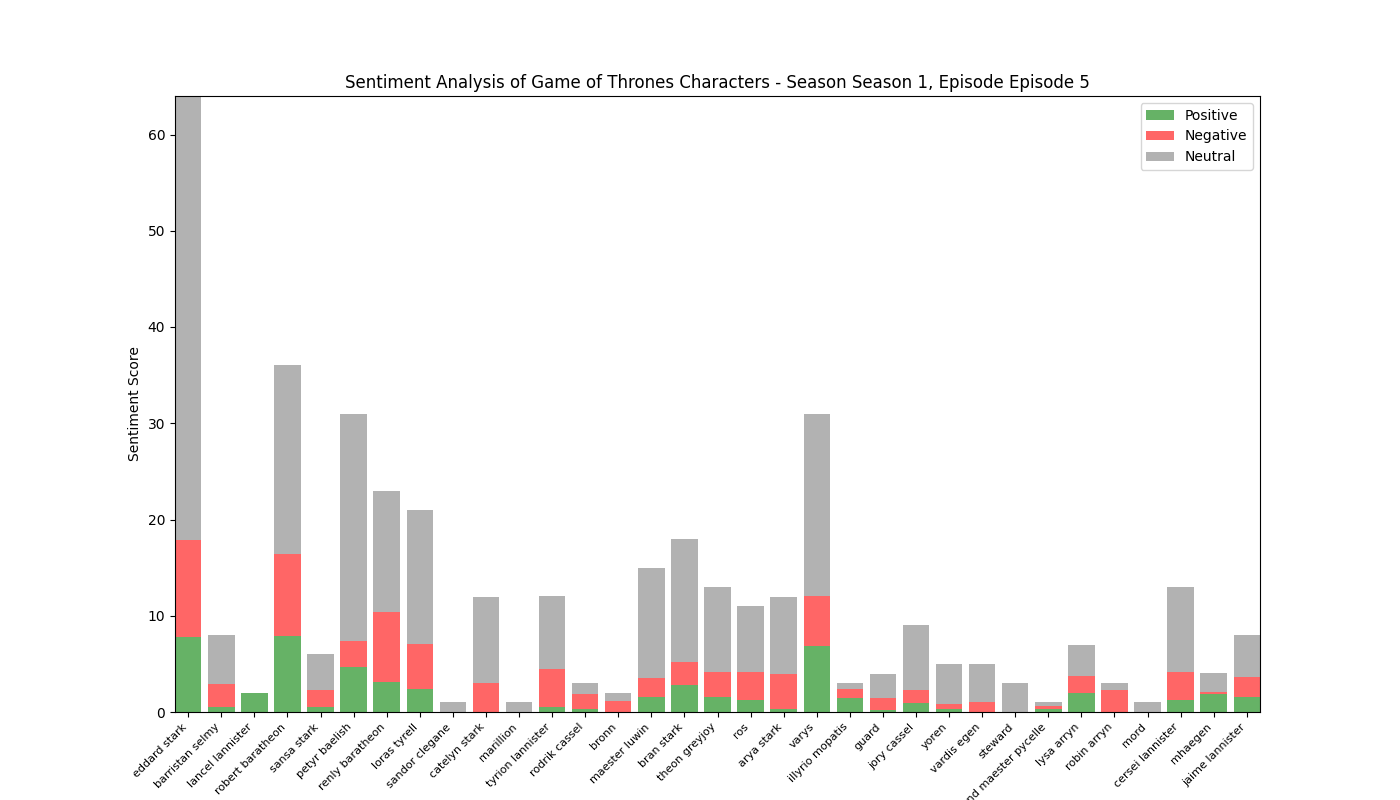 Sentiment Analysis of Game of Thrones Characters - Season Season 1, Episode Episode 5
Positive
Negative
Neutral
Sentiment Score
60
50
40
30
20
10
0
eddard stark
barristan selmy
lancel lannister
robert baratheon
sansa stark
petyr baelish
renly baratheon
loras tyrell
sandor clegane
catelyn stark
marillion
tyrion lannister
rodrik cassel
bronn
maester luwin
bran stark
theon greyjoy
ros
arya stark
varys
illyrio mopatis
guard
jory cassel
yoren
vardis egen
steward
nd maester pycelle
lysa arryn
robin arryn
mord
cersei lannister
mhaegen
jaime lannister